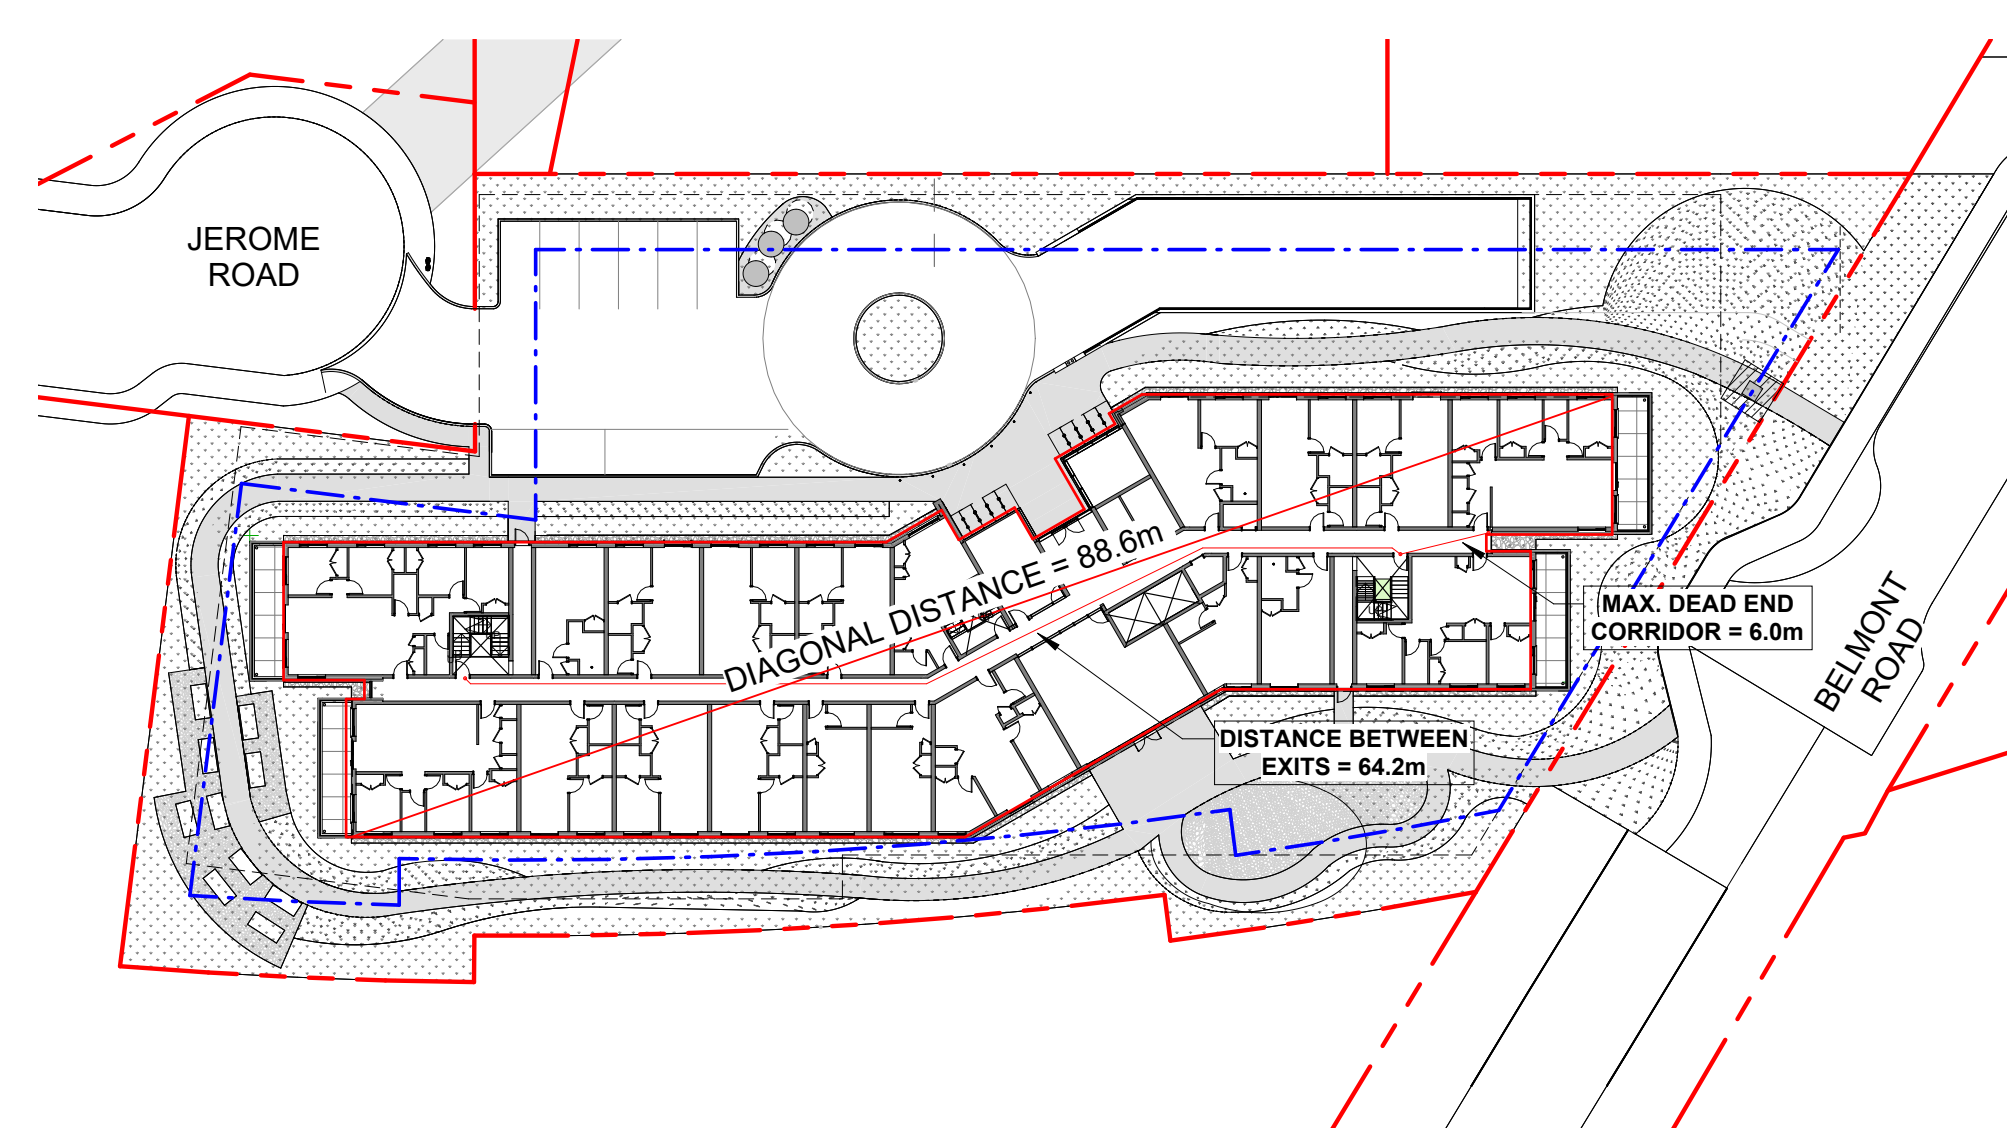 JEROME
ROAD
DIAGONAL DISTANCE = 88.6m
MAX. DEAD END
CORRIDOR = 6.0m
BELMONT
ROAD
DISTANCE BETWEEN
EXITS = 64.2m